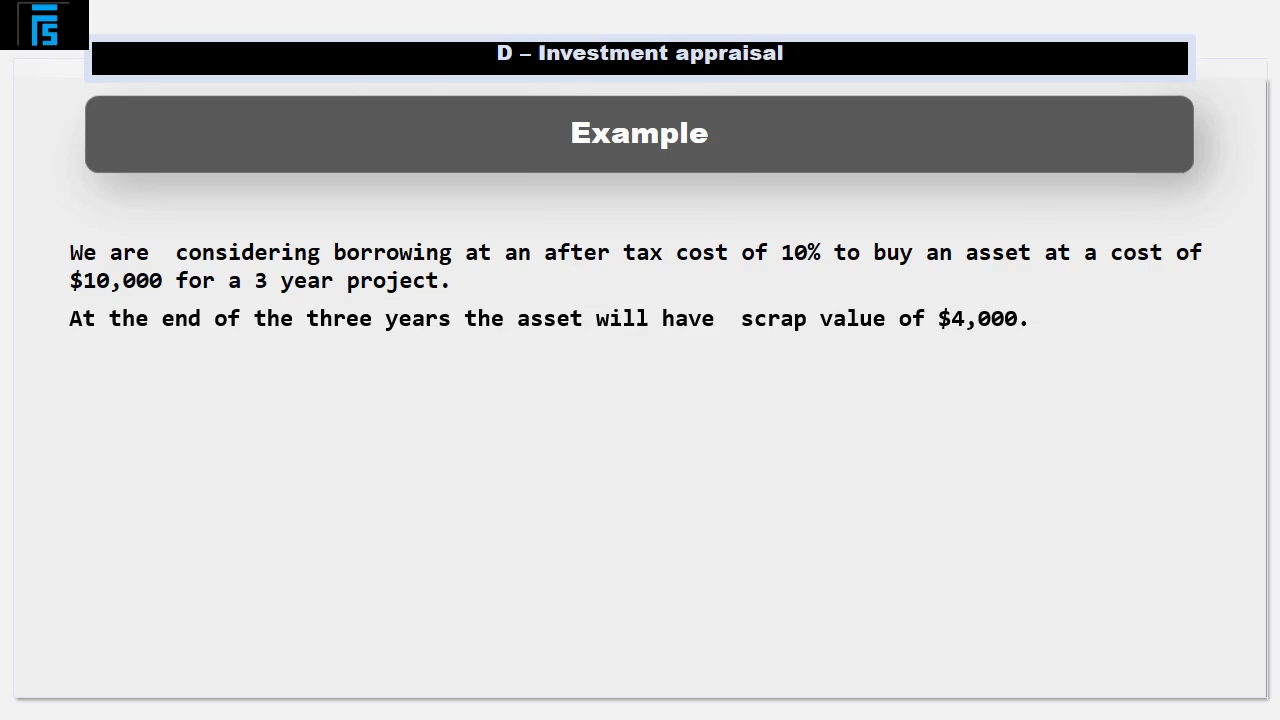 D – Investment appraisal
Example
We are  considering borrowing at an after tax cost of 10% to buy an asset at a cost of
$10,000 for a 3 year project.
At the end of the three years the asset will have  scrap value of $4,000.